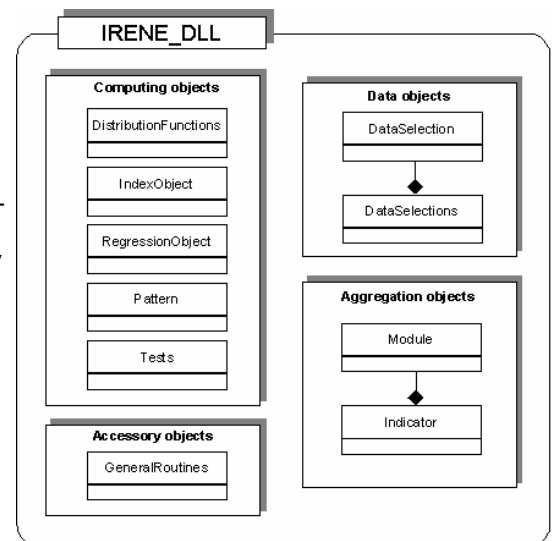 IRENE_DLL
Computing objects
DistributionFunctions
IndexObject
RegressionObject
Pattern
Tests
Accessory objects
GeneralRoutines
Data objects
DataSelection
DataSelections
Aggregation objects
Module
Indicator